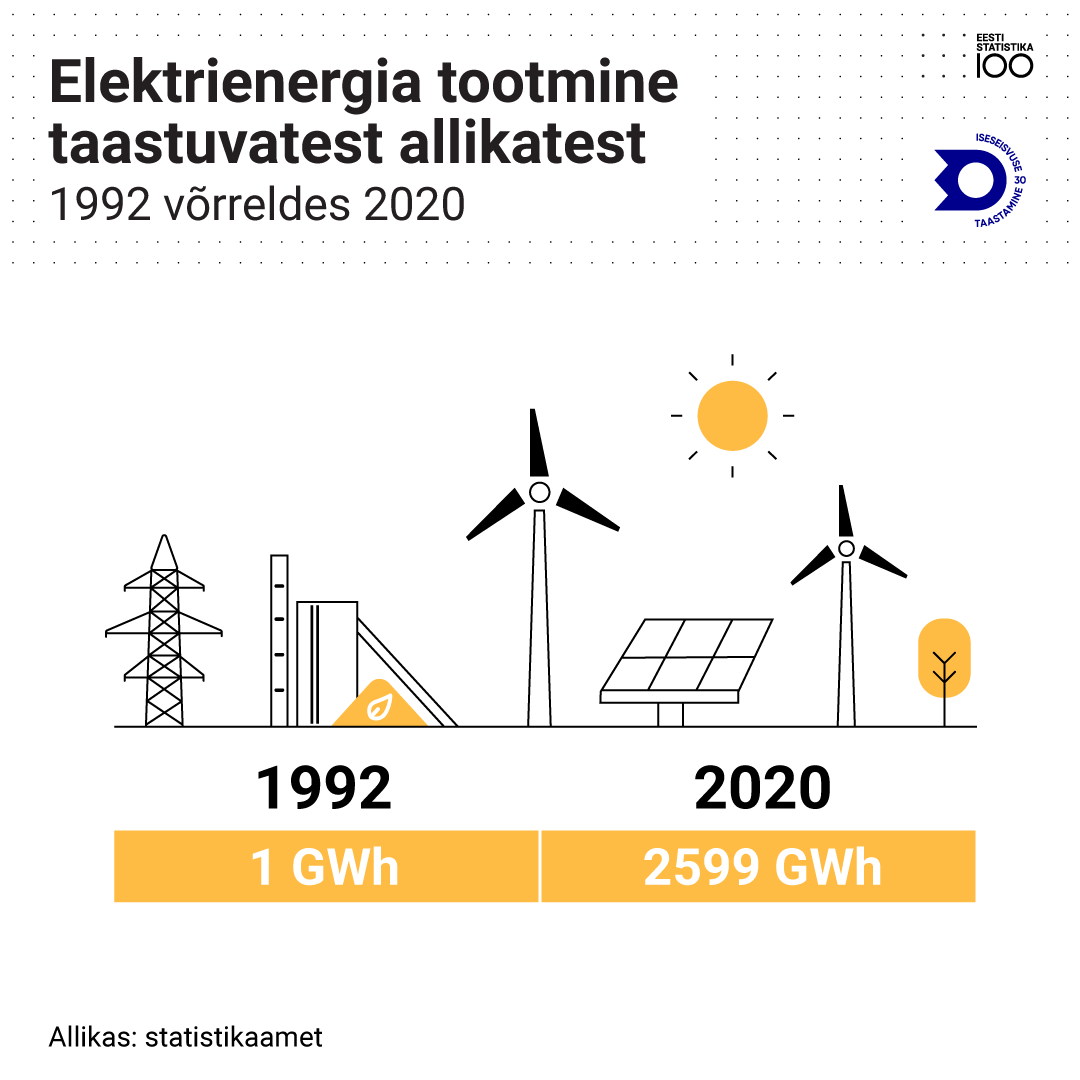 Elektrienergia tootmine
taastuvatest allikatest
1992 võrreldes 2020
EESTI
STATISTIKA
100
ISESEISVUSE 30
TAASTAMINE
1992
2020
1 GWh
2599 GWh
Allikas: statistikaamet